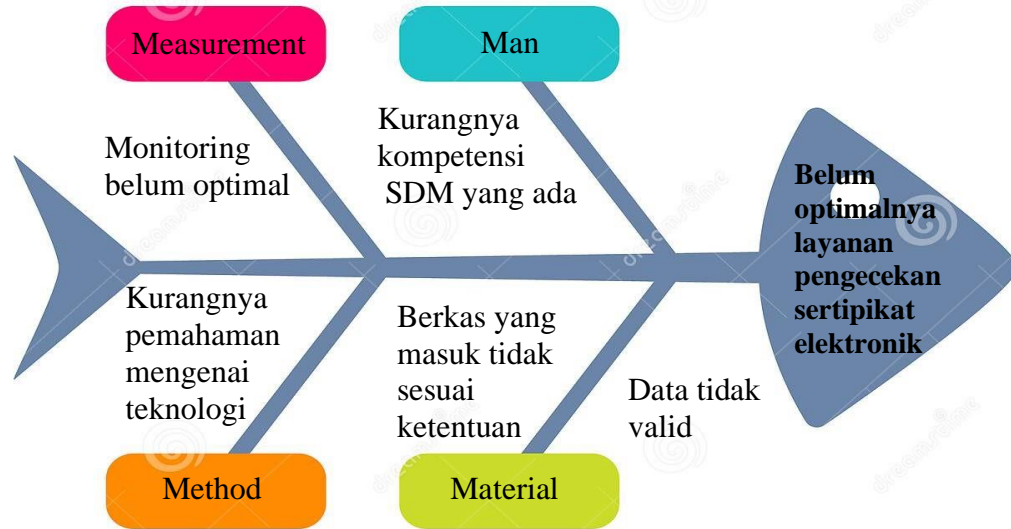 Measurement
Man
Monitoring
belum optimal
Kurangnya
kompetensi
SDM yang ada
Belum
optimalnya
layanan
pengecekan
sertipikat
elektronik
Kurangnya
pemahaman
mengenai
teknologi
Berkas yang
masuk tidak
sesuai
ketentuan
Data tidak
valid
Method
Material